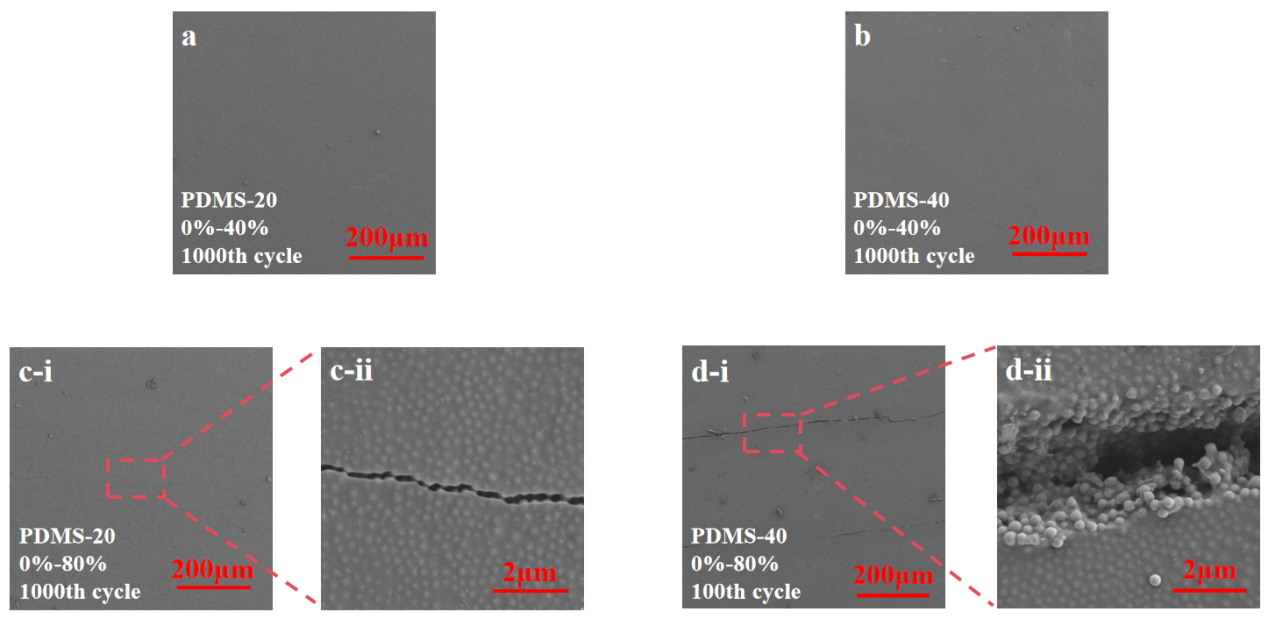 a
PDMS-20
0%-40%
1000th cycle
200μm
b
PDMS-40
0%-40%
1000th cycle
200μm
c-i
PDMS-20
0%-80%
1000th cycle
200μm
c-ii
2μm
d-i
PDMS-40
0%-80%
100th cycle
200μm
d-ii
2μm